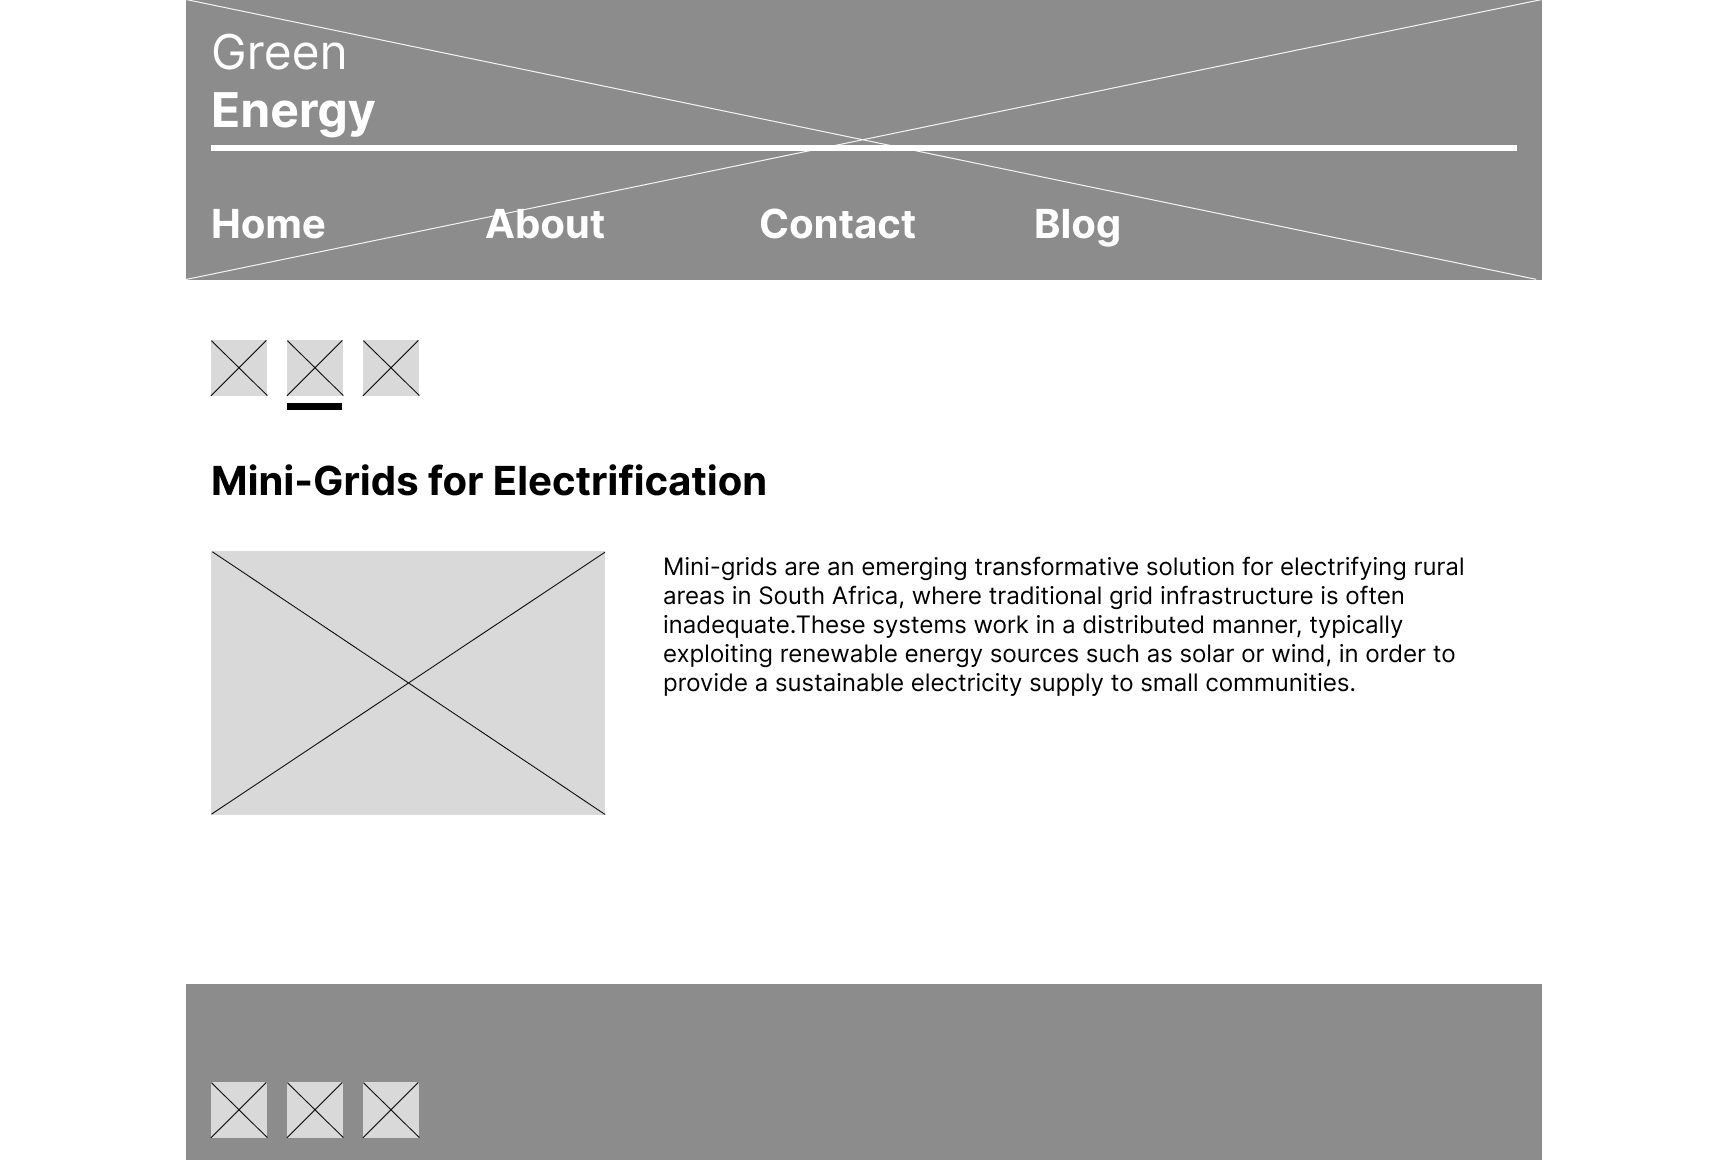 Green
Energy
Home About Contact Blog
Mini-Grids for Electrification
Mini-grids are an emerging transformative solution for electrifying rural
areas in South Africa, where traditional grid infrastructure is often
inadequate.These systems work in a distributed manner, typically
exploiting renewable energy sources such as solar or wind, in order to
provide a sustainable electricity supply to small communities.